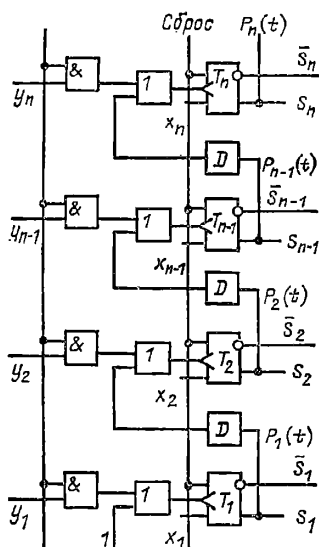 Сброс P_n(t)
& 1 T_n S̄_n
y_n x_n S_n
D P_{n-1}(t)
& 1 T_{n-1} S̄_{n-1}
y_{n-1} x_{n-1} S_{n-1}
D P_2(t)
& 1 T_2 S̄_2
y_2 x_2 S_2
D P_1(t)
& 1 T_1 S̄_1
y_1 1 x_1 S_1